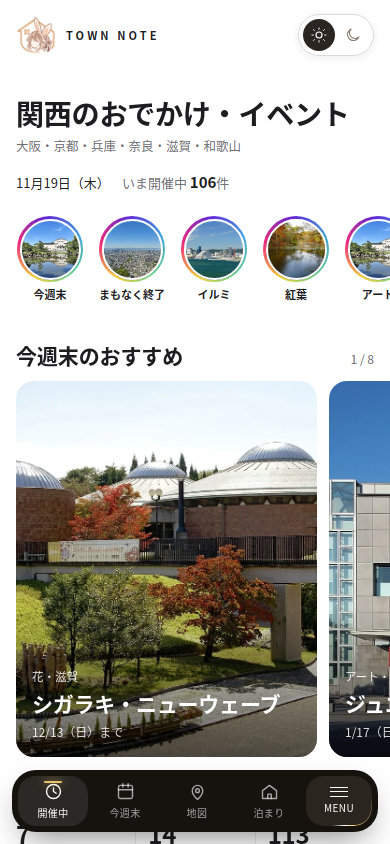 TOWN NOTE
関西のおでかけ・イベント
大阪・京都・兵庫・奈良・滋賀・和歌山
11月19日（木） いま開催中 106件
今週末 まもなく終了 イルミ 紅葉 アート
今週末のおすすめ 1 / 8
花・滋賀 アート・
シガラキ・ニューウェーブ ジュ
12/13（日）まで 1/17（日）
開催中 今週末 地図 泊まり MENU
7 14 113